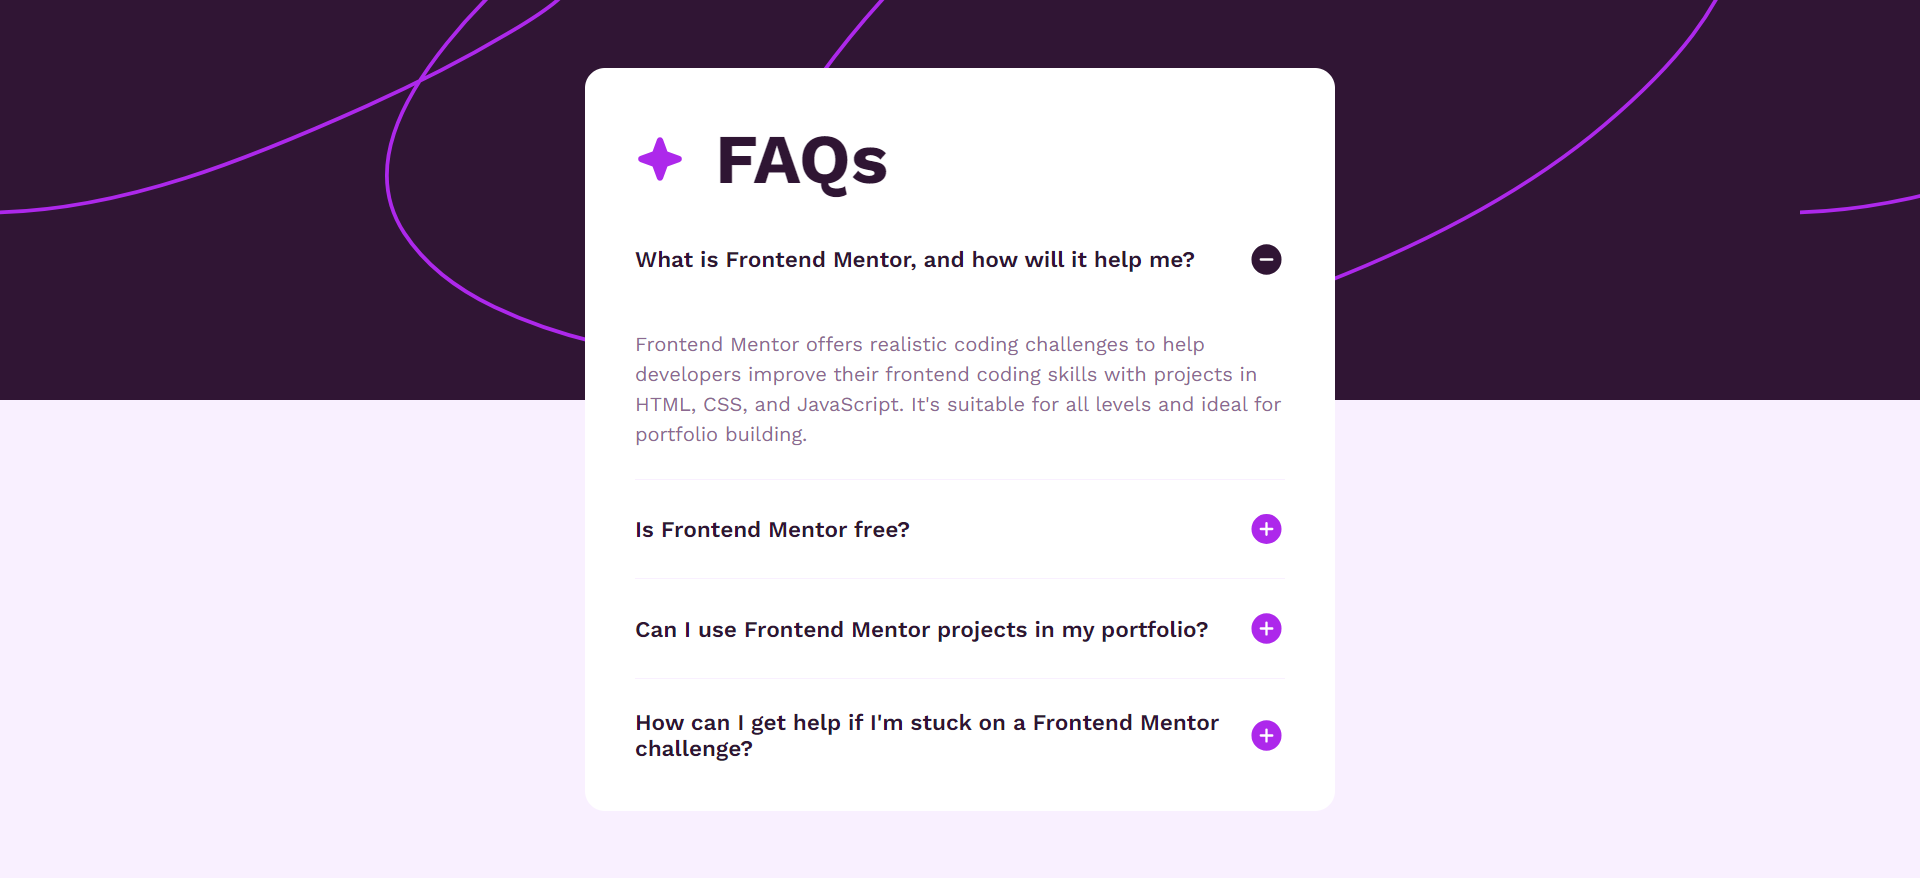 FAQs
What is Frontend Mentor, and how will it help me?
Frontend Mentor offers realistic coding challenges to help
developers improve their frontend coding skills with projects in
HTML, CSS, and JavaScript. It's suitable for all levels and ideal for
portfolio building.
Is Frontend Mentor free?
Can I use Frontend Mentor projects in my portfolio?
How can I get help if I'm stuck on a Frontend Mentor
challenge?